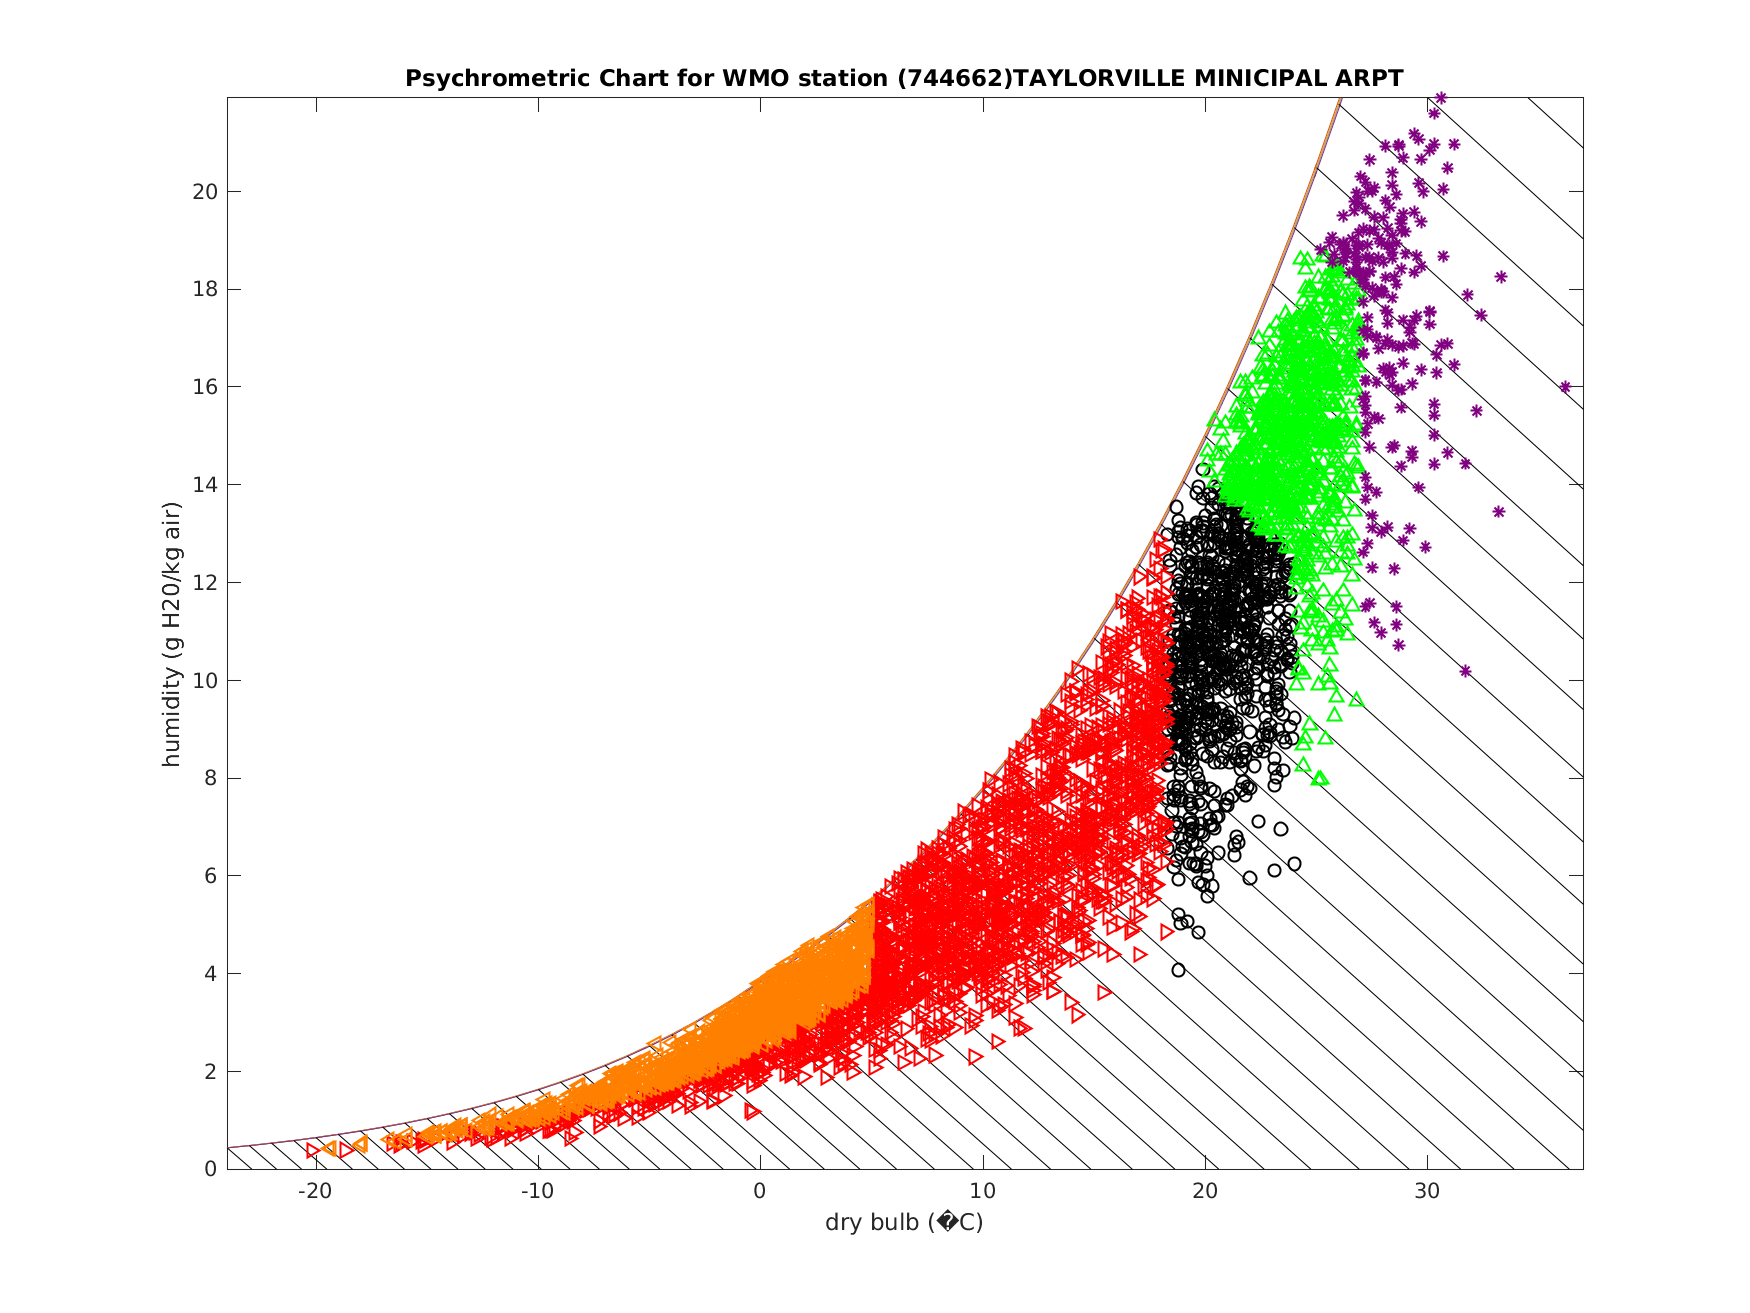 Psychrometric Chart for WMO station (744662)TAYLORVILLE MINICIPAL ARPT
20
18
16
14
12
10
8
6
4
2
0
humidity (g H20/kg air)
-20 -10 0 10 20 30
dry bulb (�C)